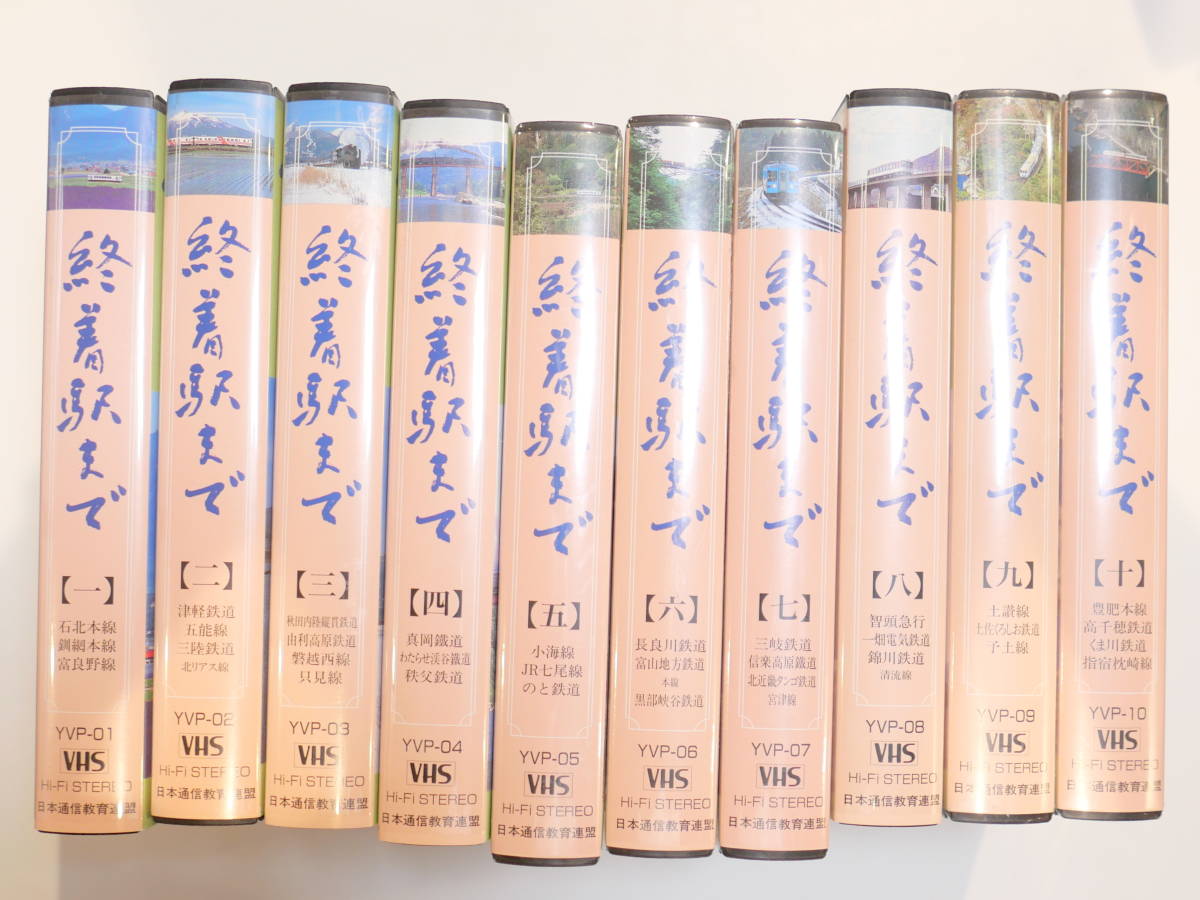 終着駅まで
【一】
石北本線
釧網本線
富良野線
YVP-01
VHS
Hi-Fi STEREO
日本通信教育連盟
終着駅まで
【二】
津軽鉄道
五能線
三陸鉄道
北リアス線
YVP-02
VHS
Hi-Fi STEREO
日本通信教育連盟
終着駅まで
【三】
秋田内陸縦貫鉄道
由利高原鉄道
磐越西線
只見線
YVP-03
VHS
Hi-Fi STEREO
日本通信教育連盟
終着駅まで
【四】
真岡鐵道
わたらせ渓谷鐵道
秩父鉄道
YVP-04
VHS
Hi-Fi STEREO
日本通信教育連盟
終着駅まで
【五】
小海線
JR七尾線
のと鉄道
YVP-05
VHS
Hi-Fi STEREO
日本通信教育連盟
終着駅まで
【六】
長良川鉄道
富山地方鉄道
本線
黒部峡谷鉄道
YVP-06
VHS
Hi-Fi STEREO
日本通信教育連盟
終着駅まで
【七】
三岐鉄道
信楽高原鐵道
北近畿タンゴ鉄道
宮津線
YVP-07
VHS
Hi-Fi STEREO
日本通信教育連盟
終着駅まで
【八】
智頭急行
一畑電気鉄道
錦川鉄道
清流線
YVP-08
VHS
Hi-Fi STEREO
日本通信教育連盟
終着駅まで
【九】
土讃線
土佐くろしお鉄道
予土線
YVP-09
VHS
Hi-Fi STEREO
日本通信教育連盟
終着駅まで
【十】
豊肥本線
高千穂鉄道
くま川鉄道
指宿枕崎線
YVP-10
VHS
Hi-Fi STEREO
日本通信教育連盟